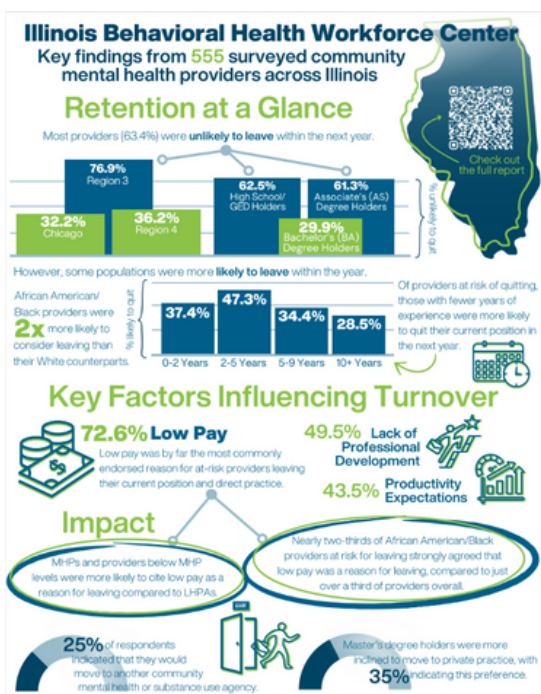 Illinois Behavioral Health Workforce Center
Key findings from 555 surveyed community
mental health providers across Illinois
Retention at a Glance
Most providers (63.4%) were unlikely to leave within the next year.
Check out
the full report
76.9%
Region 3
32.2%
Chicago
36.2%
Region 4
62.5%
High School/
GED Holders
61.3%
Associate's (AS)
Degree Holders
29.9%
Bachelor's (BA)
Degree Holders
% unlikely to quit
However, some populations were more likely to leave within the year.
African American/
Black providers were
2x more likely to
consider leaving than
their White counterparts.
% likely to quit
37.4%
47.3%
34.4%
28.5%
0-2 Years
2-5 Years
5-9 Years
10+ Years
Of providers at risk of quitting,
those with fewer years of
experience were more likely
to quit their current position in
the next year.
Key Factors Influencing Turnover
72.6% Low Pay
Low pay was by far the most commonly
endorsed reason for at-risk providers leaving
their current position and direct practice.
49.5% Lack of
Professional
Development
43.5% Productivity
Expectations
Impact
MHPs and providers below MHP
levels were more likely to cite low pay as a
reason for leaving compared to LHPAs.
Nearly two-thirds of African American/Black
providers at risk for leaving strongly agreed that
low pay was a reason for leaving, compared to just
over a third of providers overall.
EXIT
25% of respondents
indicated that they would
move to another community
mental health or substance use agency.
Master's degree holders were more
inclined to move to private practice, with
35% indicating this preference.